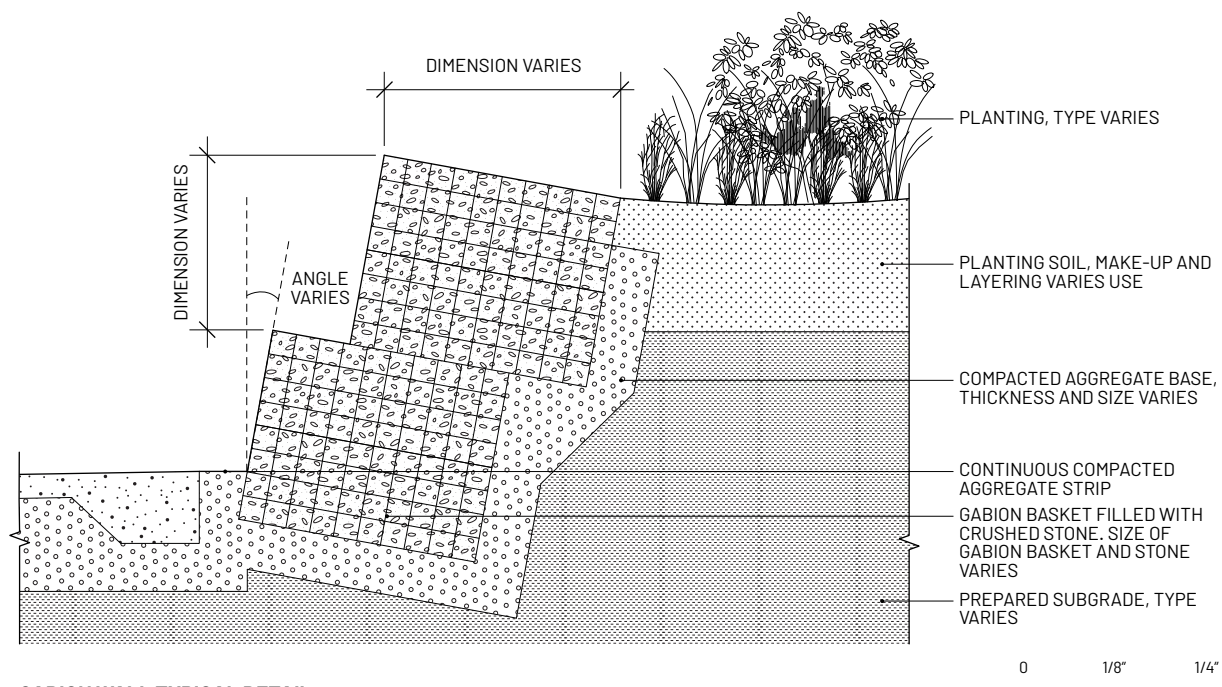 DIMENSION VARIES
DIMENSION VARIES
ANGLE
VARIES
PLANTING, TYPE VARIES
PLANTING SOIL, MAKE-UP AND
LAYERING VARIES USE
COMPACTED AGGREGATE BASE,
THICKNESS AND SIZE VARIES
CONTINUOUS COMPACTED
AGGREGATE STRIP
GABION BASKET FILLED WITH
CRUSHED STONE. SIZE OF
GABION BASKET AND STONE
VARIES
PREPARED SUBGRADE, TYPE
VARIES
0 1/8" 1/4"